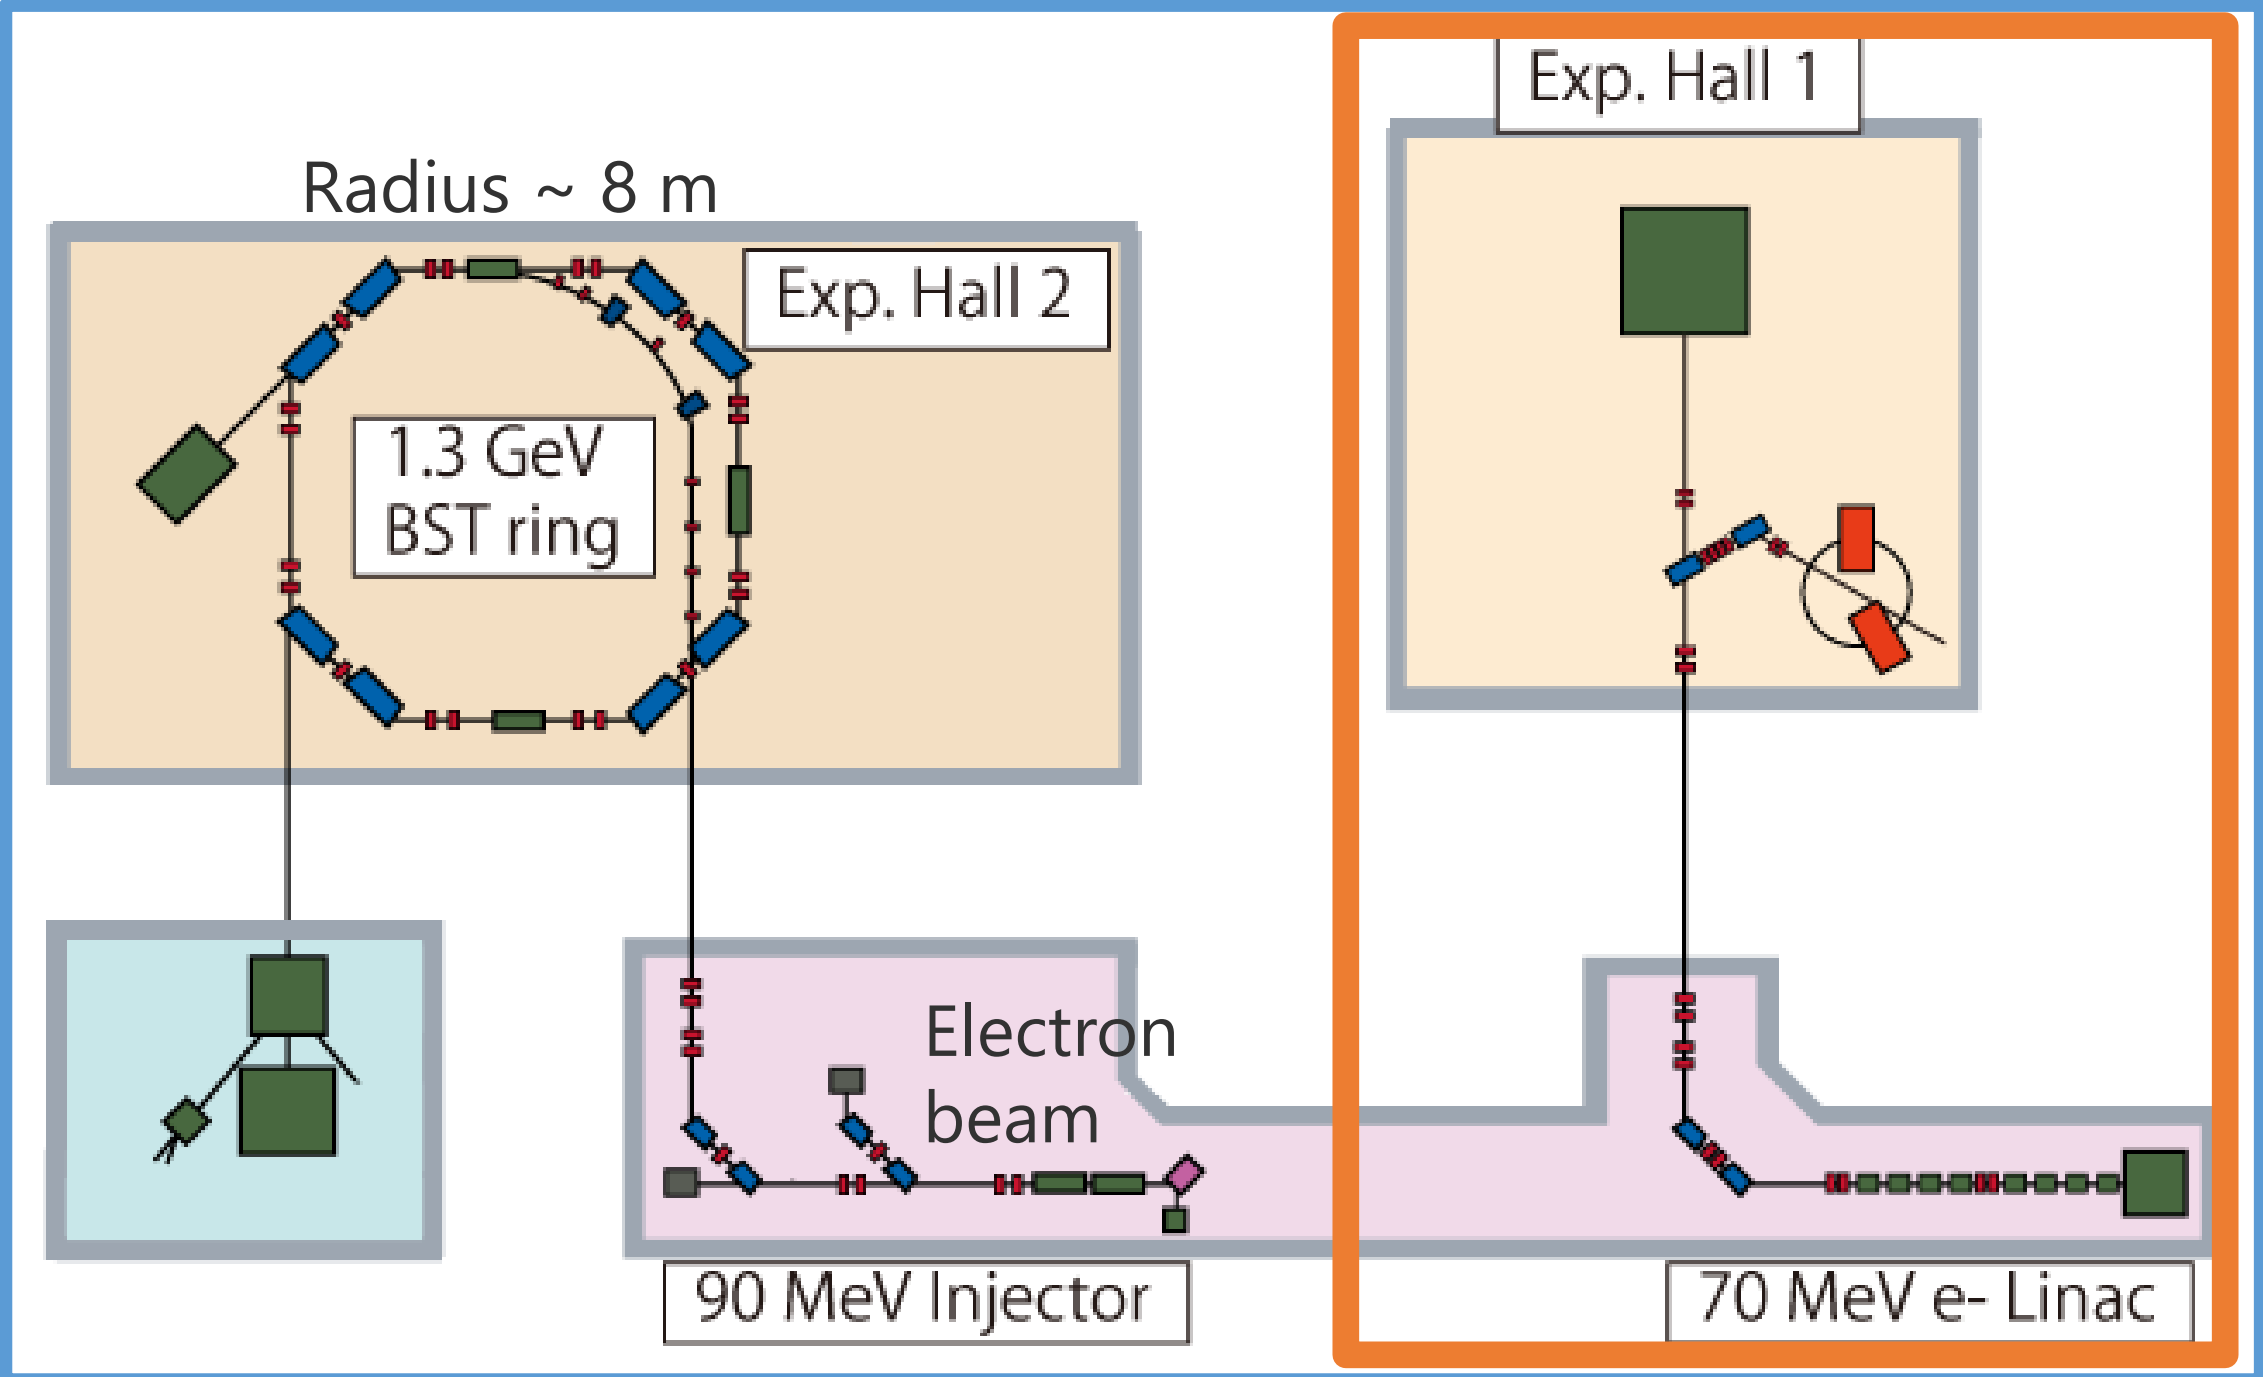 Exp. Hall 1
Radius ~ 8 m
Exp. Hall 2
1.3 GeV
BST ring
Electron
beam
90 MeV Injector
70 MeV e- Linac